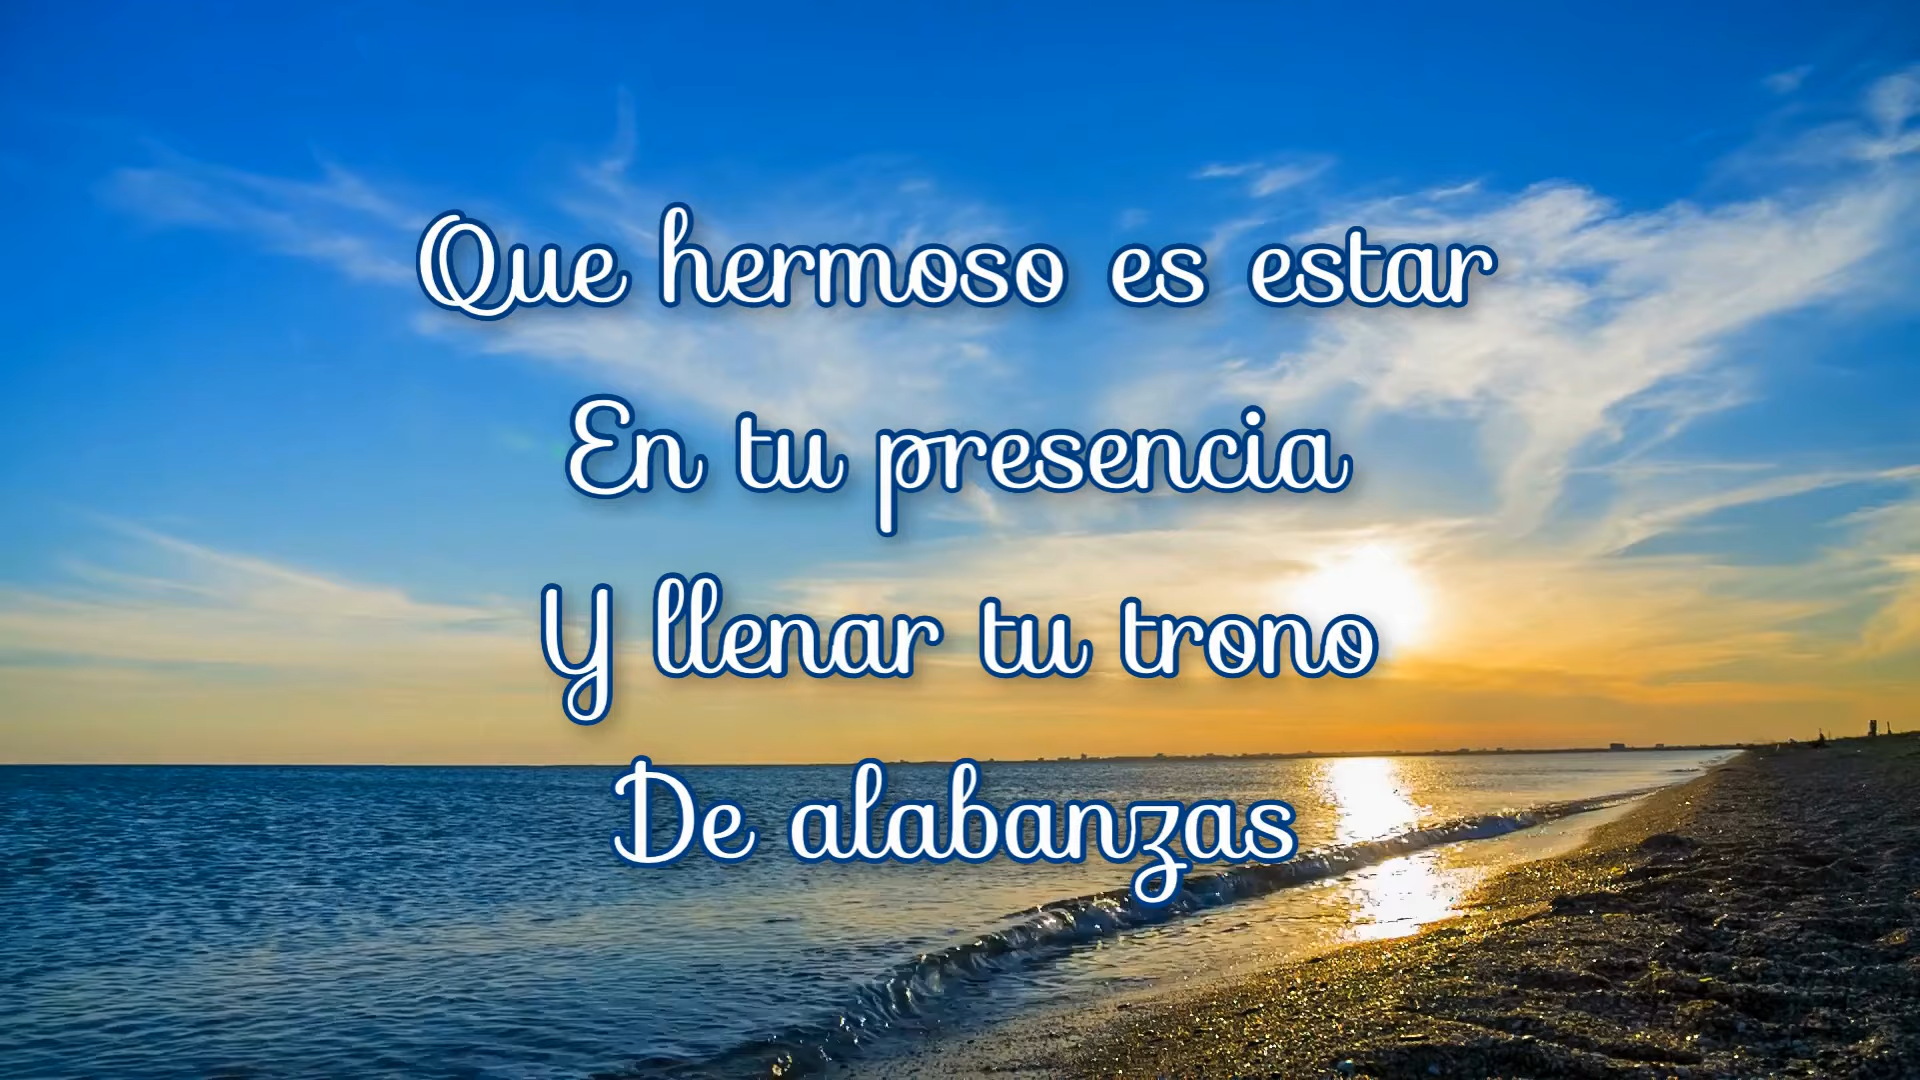 Que hermoso es estar
En tu presencia
Y llenar tu trono
De alabanzas